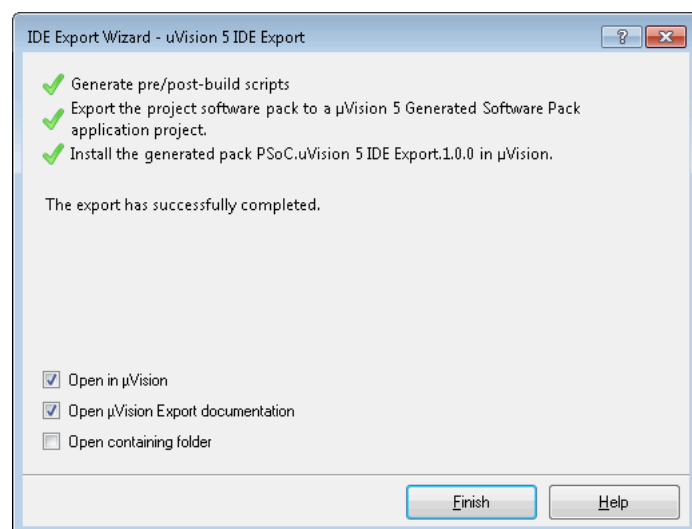 IDE Export Wizard - uVision 5 IDE Export
?
Generate pre/post-build scripts
Export the project software pack to a µVision 5 Generated Software Pack
application project.
Install the generated pack PSoC.uVision 5 IDE Export.1.0.0 in µVision.
The export has successfully completed.
Open in µVision
Open µVision Export documentation
Open containing folder
Finish
Help